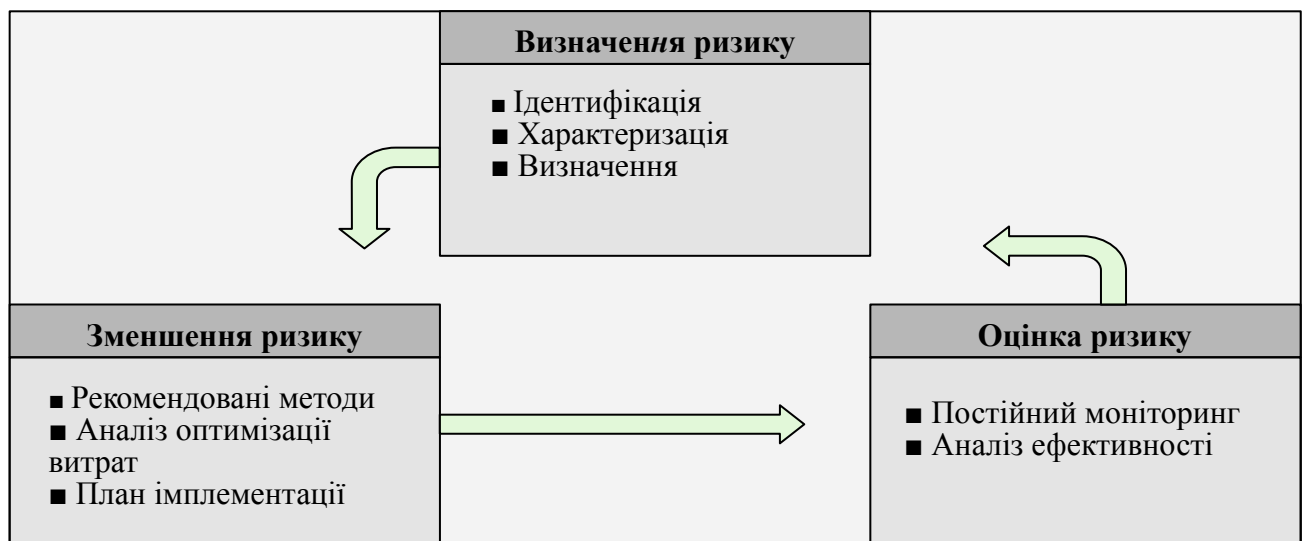 Визначення ризику
■ Ідентифікація
■ Характеризація
■ Визначення
Зменшення ризику
■ Рекомендовані методи
■ Аналіз оптимізації
витрат
■ План імплементації
Оцінка ризику
■ Постійний моніторинг
■ Аналіз ефективності